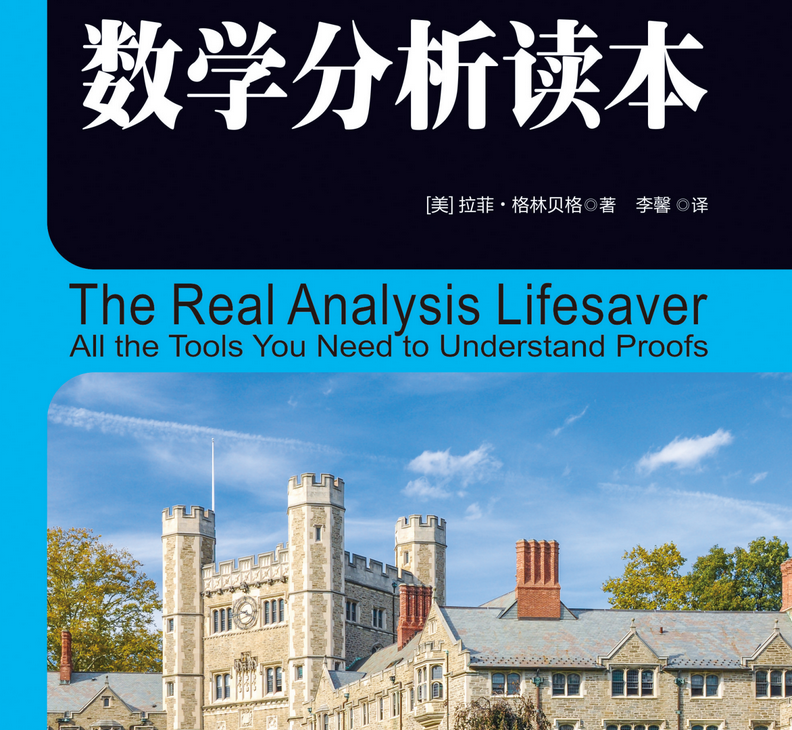 数学分析读本
[美] 拉菲·格林贝格◎著 李馨 ◎译
The Real Analysis Lifesaver
All the Tools You Need to Understand Proofs